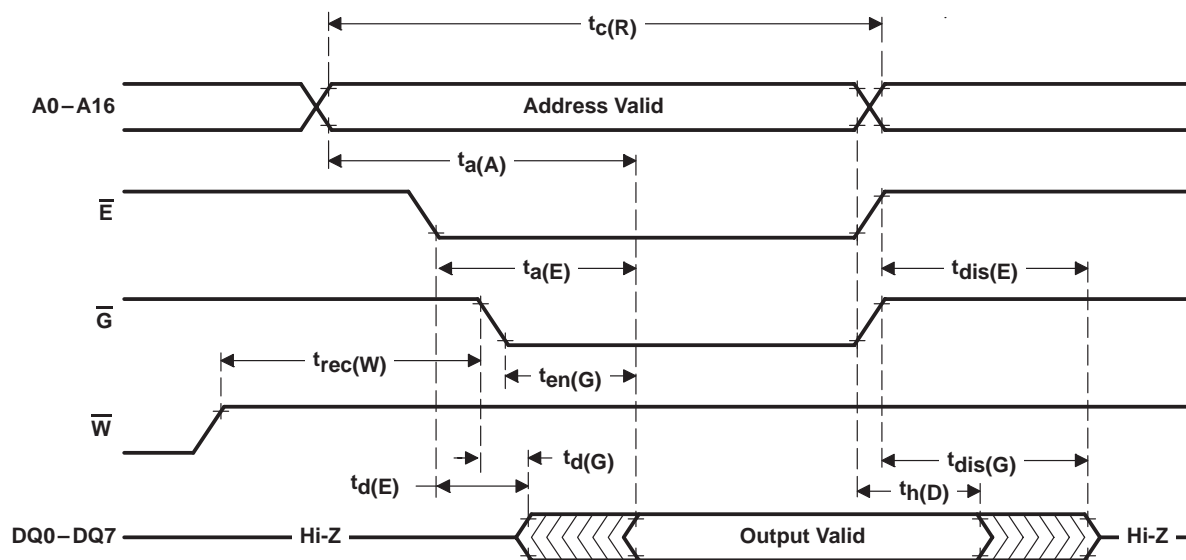 tc(R)
A0–A16
Address Valid
ta(A)
E
ta(E)
tdis(E)
G
trec(W)
ten(G)
W
td(G)
tdis(G)
td(E)
th(D)
DQ0–DQ7
Hi-Z
Output Valid
Hi-Z